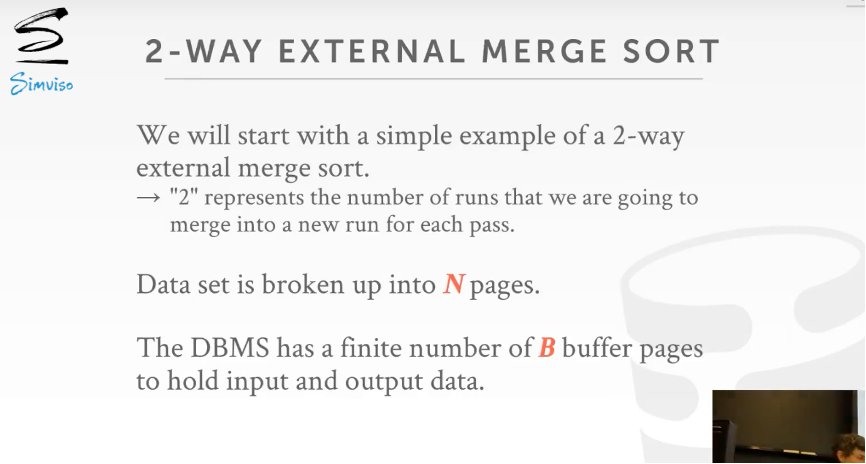 Simviso
2-WAY EXTERNAL MERGE SORT
We will start with a simple example of a 2-way
external merge sort.
→ "2" represents the number of runs that we are going to
merge into a new run for each pass.
Data set is broken up into N pages.
The DBMS has a finite number of B buffer pages
to hold input and output data.